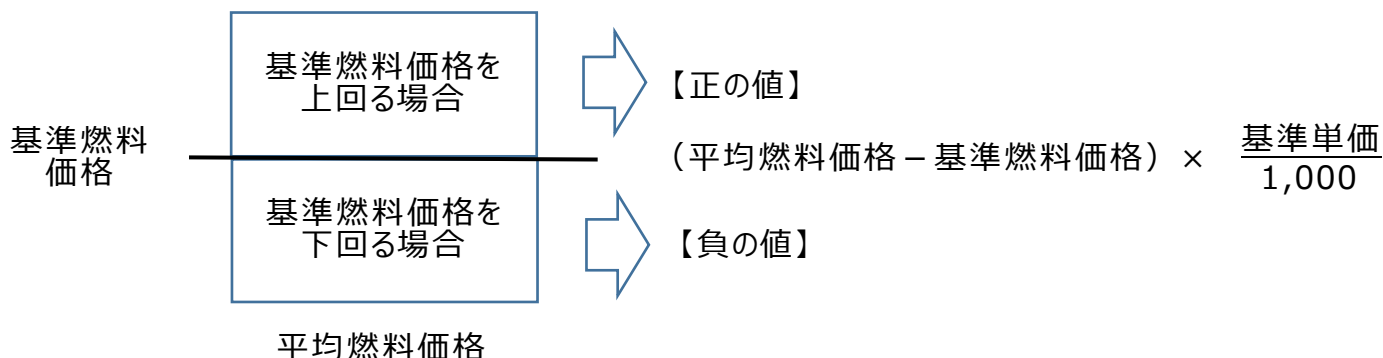 基準燃料価格を
上回る場合
【正の値】
基準燃料
価格
(平均燃料価格 – 基準燃料価格) × 基準単価
1,000
基準燃料価格を
下回る場合
【負の値】
平均燃料価格